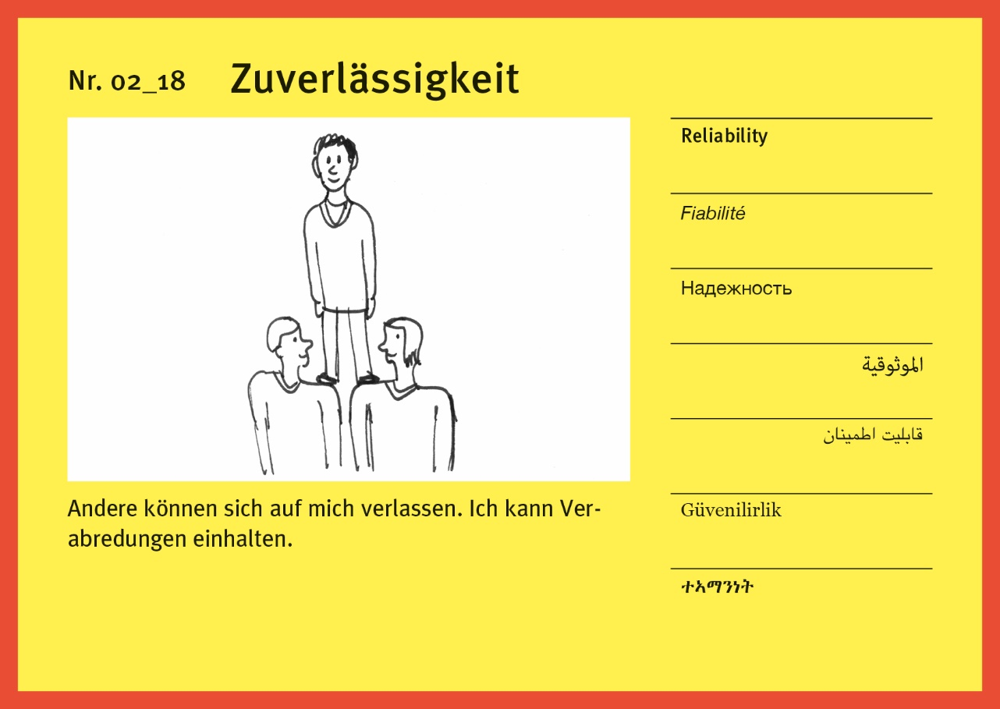 Nr. 02_18 Zuverlässigkeit
Andere können sich auf mich verlassen. Ich kann Ver-
abredungen einhalten.
Reliability
Fiabilité
Надежность
الموثوقية
قابلیت اطمینان
Güvenilirlik
ተኣማንነት